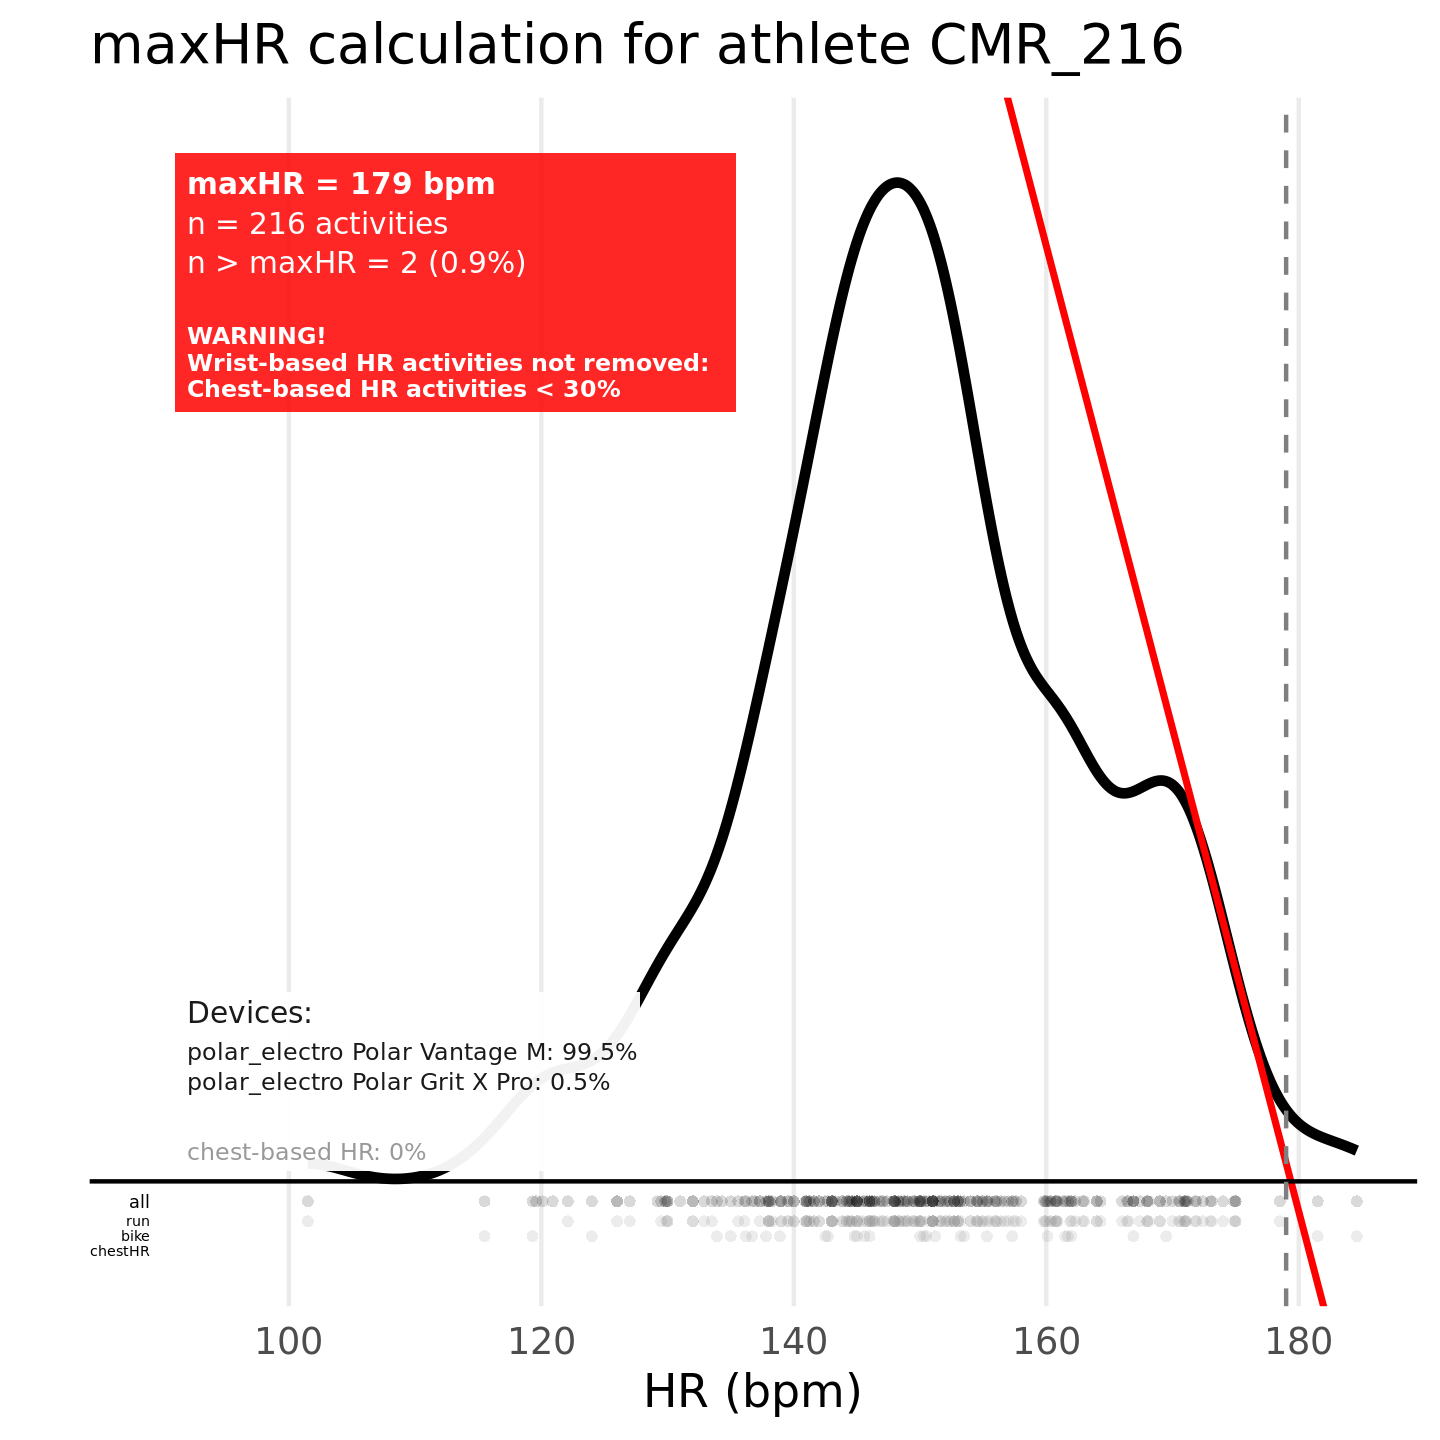 maxHR calculation for athlete CMR_216
maxHR = 179 bpm
n = 216 activities
n > maxHR = 2 (0.9%)
WARNING!
Wrist-based HR activities not removed:
Chest-based HR activities < 30%
Devices:
polar_electro Polar Vantage M: 99.5%
polar_electro Polar Grit X Pro: 0.5%
chest-based HR: 0%
all
run
bike
chestHR
100 120 140 160 180
HR (bpm)